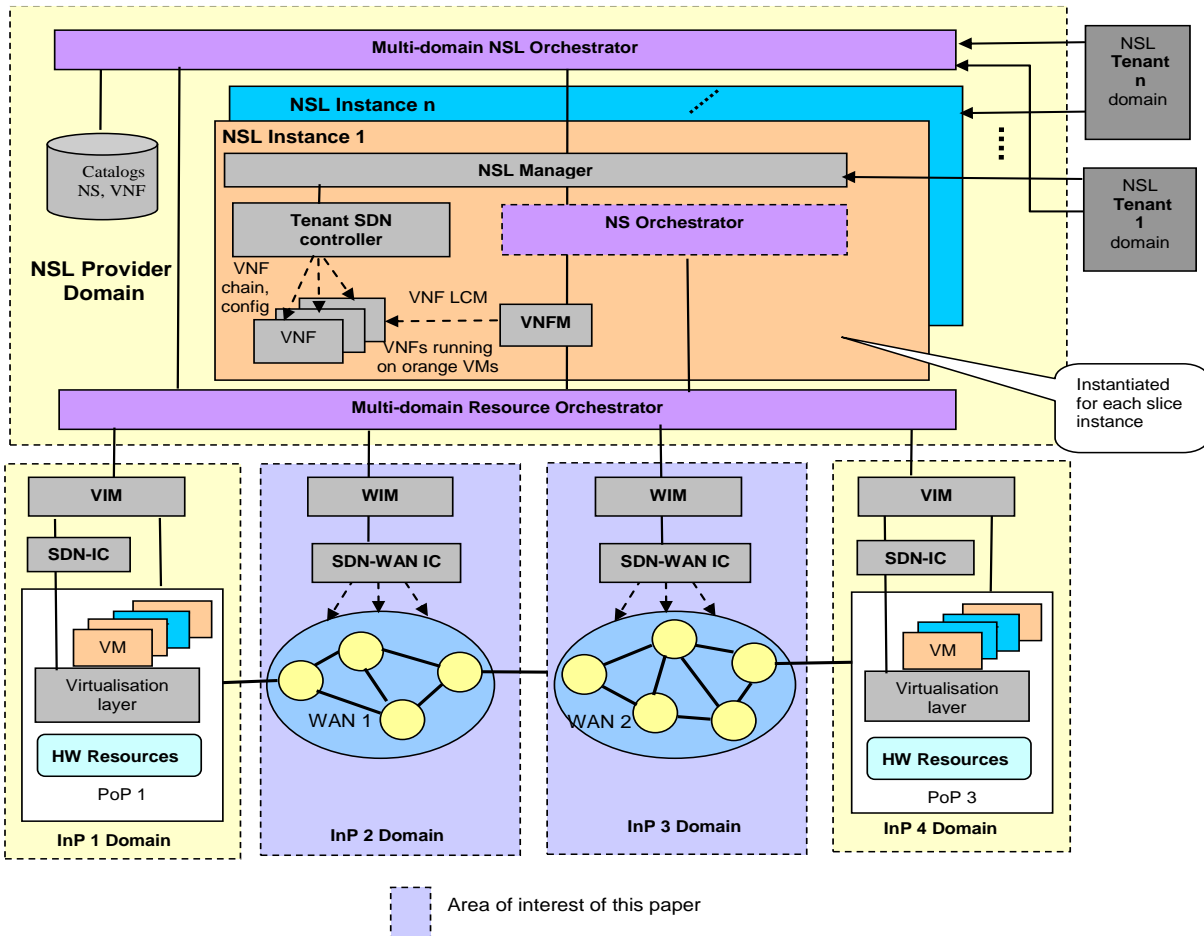 Multi-domain NSL Orchestrator
NSL
Tenant
n
domain
NSL Instance n
NSL Instance 1
Catalogs
NS, VNF
NSL Manager
NSL
Tenant
1
domain
Tenant SDN
controller
NS Orchestrator
NSL Provider
Domain
VNF
chain,
config
VNF LCM
VNF
VNFM
VNFs running
on orange VMs
Instantiated
for each slice
instance
Multi-domain Resource Orchestrator
VIM
WIM
WIM
VIM
SDN-IC
SDN-WAN IC
SDN-WAN IC
SDN-IC
VM
VM
Virtualisation
layer
WAN 1
WAN 2
Virtualisation
layer
HW Resources
HW Resources
PoP 1
PoP 3
InP 1 Domain
InP 2 Domain
InP 3 Domain
InP 4 Domain
Area of interest of this paper